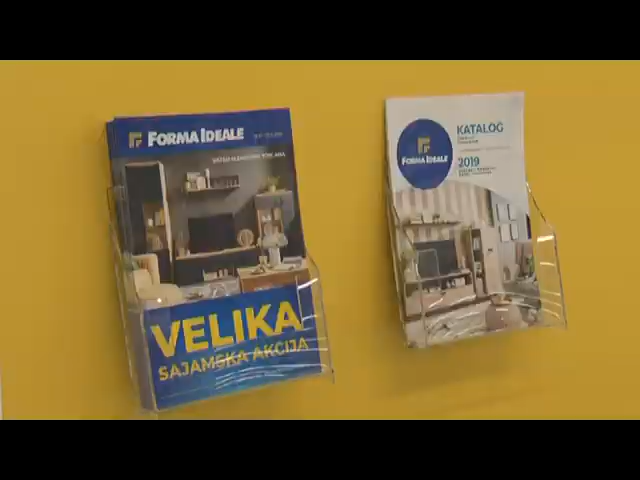 FORMA IDEALE
VELIKA
SAJAMSKA AKCIJA
KATALOG
FORMA IDEALE
2019